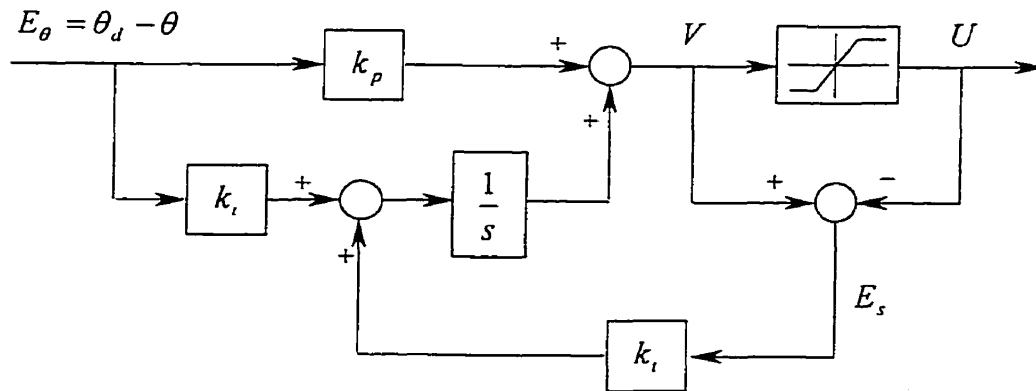 E_θ = θ_d − θ
V
U
+
k_p
+
k_i
+
1
s
+
−
+
E_s
k_t